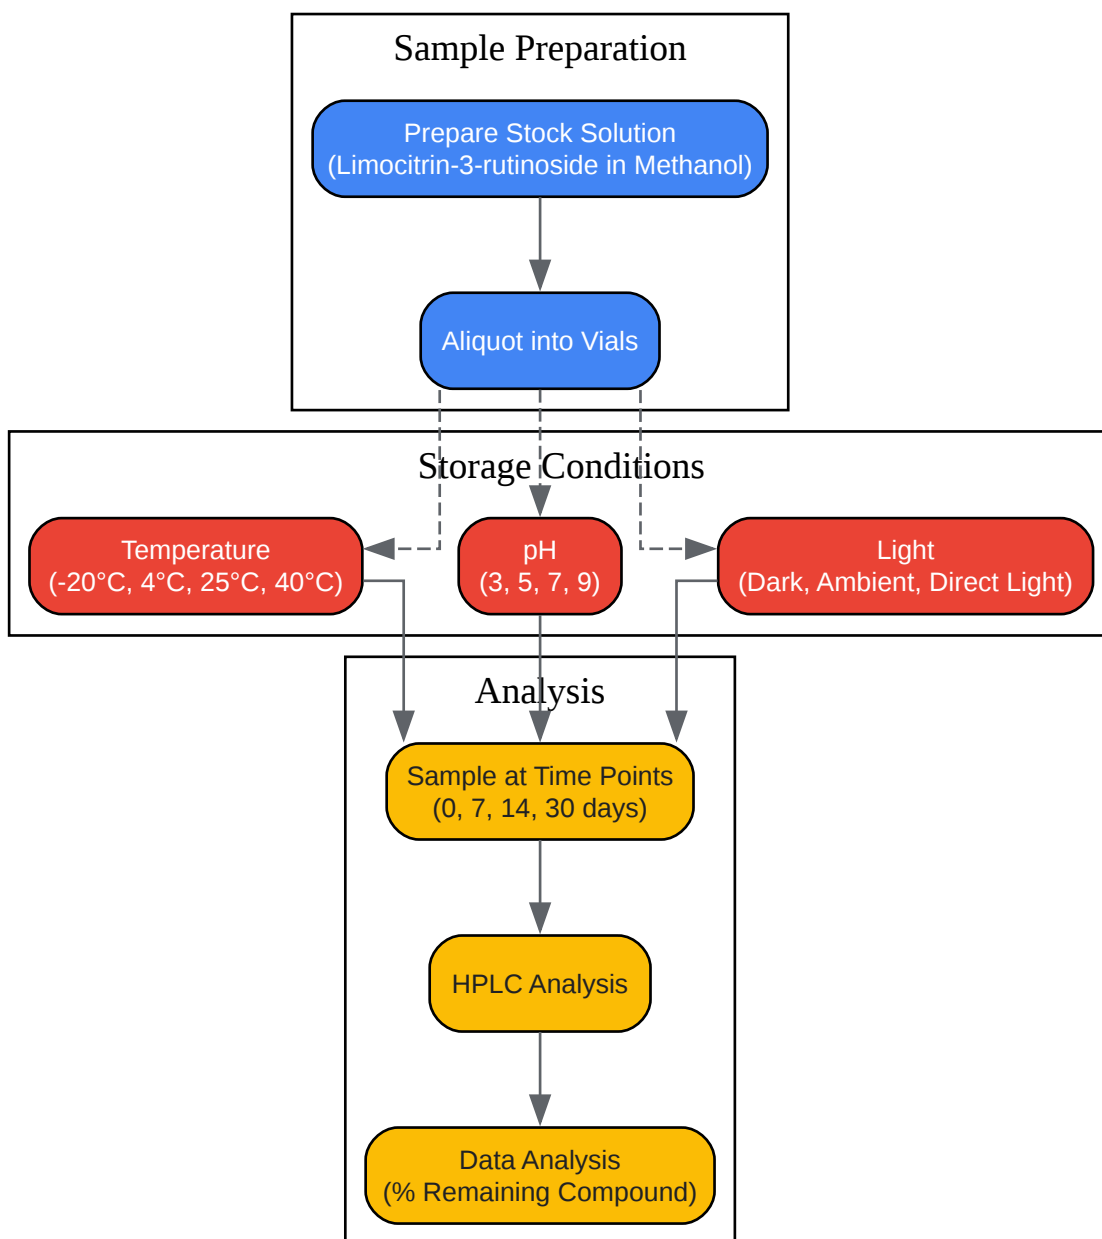 Sample Preparation
Prepare Stock Solution
(Limocitrin-3-rutinoside in Methanol)
Aliquot into Vials
Storage Conditions
Temperature
(-20°C, 4°C, 25°C, 40°C)
pH
(3, 5, 7, 9)
Light
(Dark, Ambient, Direct Light)
Analysis
Sample at Time Points
(0, 7, 14, 30 days)
HPLC Analysis
Data Analysis
(% Remaining Compound)